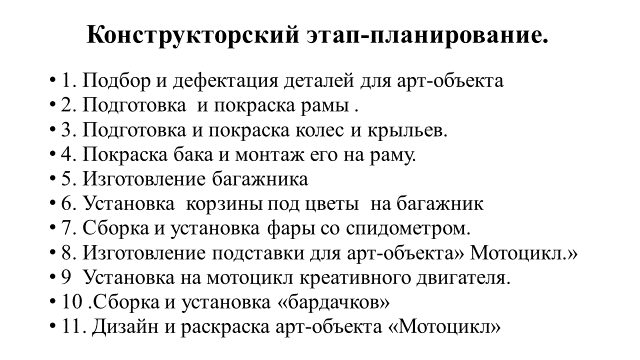 Конструкторский этап-планирование.
• 1. Подбор и дефектация деталей для арт-объекта
• 2. Подготовка  и покраска рамы .
• 3. Подготовка и покраска колес и крыльев.
• 4. Покраска бака и монтаж его на раму.
• 5. Изготовление багажника
• 6. Установка  корзины под цветы  на багажник
• 7. Сборка и установка фары со спидометром.
• 8. Изготовление подставки для арт-объекта» Мотоцикл.»
• 9  Установка на мотоцикл креативного двигателя.
• 10 .Сборка и установка «бардачков»
• 11. Дизайн и раскраска арт-объекта «Мотоцикл»